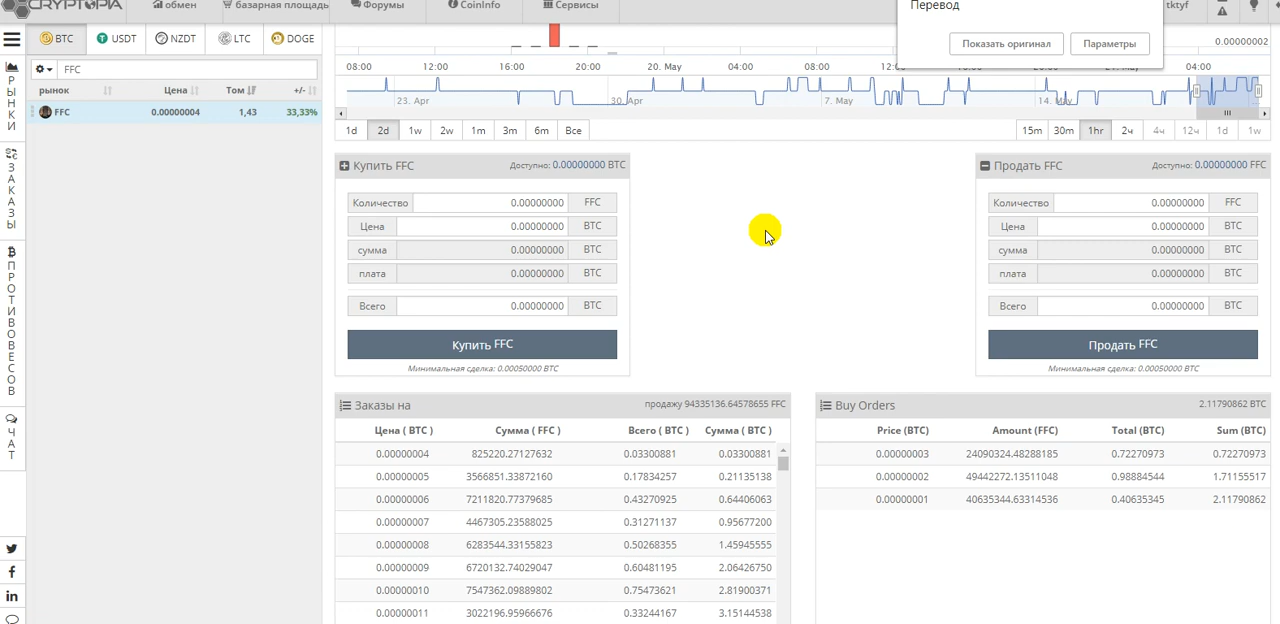 CRYPTOPIA обмен базарная площадь Форумы CoinInfo Сервисы tktyf
Перевод
Показать оригинал Параметры
BTC USDT NZDT LTC DOGE
FFC
рынок Цена Том +/-
FFC 0.00000004 1,43 33,33%
РЫНКИ
ЗАКАЗЫ
ПРОТИВОВЕСОВ
ЧАТ
0.00000002
08:00 12:00 16:00 20:00 20. May 04:00 08:00 12:00 04:00
23. Apr 30. Apr 7. May 14. May
1d 2d 1w 2w 1m 3m 6m Все
15m 30m 1hr 2ч 4ч 12ч 1d 1w
Купить FFC Доступно: 0.00000000 BTC
Количество 0.00000000 FFC
Цена 0.00000000 BTC
сумма 0.00000000 BTC
плата 0.00000000 BTC
Всего 0.00000000 BTC
Купить FFC
Минимальная сделка: 0.00050000 BTC
Продать FFC Доступно: 0.00000000 FFC
Количество 0.00000000 FFC
Цена 0.00000000 BTC
сумма 0.00000000 BTC
плата 0.00000000 BTC
Всего 0.00000000 BTC
Продать FFC
Минимальная сделка: 0.00050000 BTC
Заказы на продажу 94335136.64578655 FFC
Цена ( BTC ) Сумма ( FFC ) Всего ( BTC ) Сумма ( BTC )
0.00000004 825220.27127632 0.03300881 0.03300881
0.00000005 3566851.33872160 0.17834257 0.21135138
0.00000006 7211820.77379685 0.43270925 0.64406063
0.00000007 4467305.23588025 0.31271137 0.95677200
0.00000008 6283544.33155823 0.50268355 1.45945555
0.00000009 6720132.74029047 0.60481195 2.06426750
0.00000010 7547362.09889802 0.75473621 2.81900371
0.00000011 3022196.95966676 0.33244167 3.15144538
Buy Orders 2.11790862 BTC
Price (BTC) Amount (FFC) Total (BTC) Sum (BTC)
0.00000003 24090324.48288185 0.72270973 0.72270973
0.00000002 49442272.13511048 0.98884544 1.71155517
0.00000001 40635344.63314536 0.40635345 2.11790862